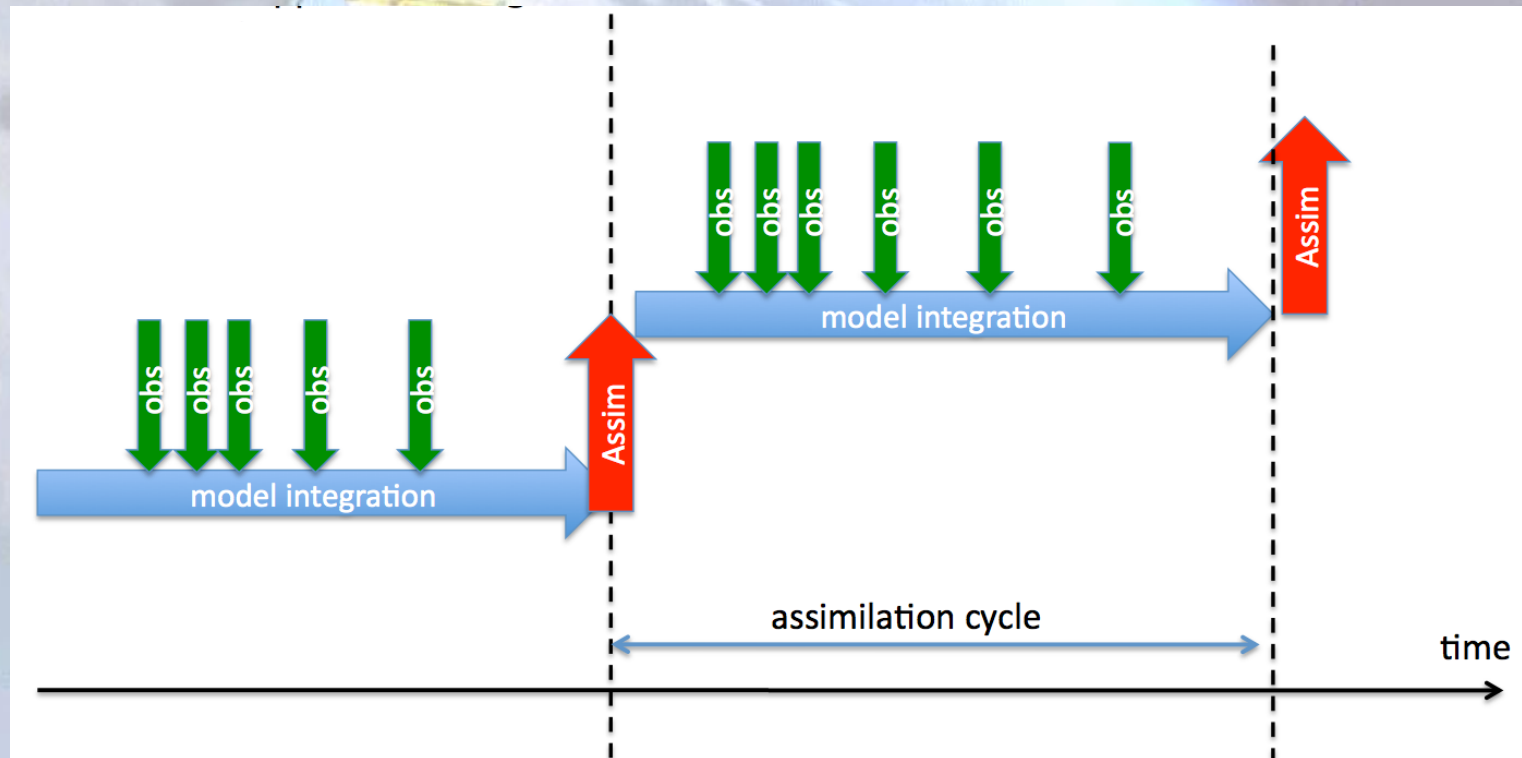 obs obs obs obs obs obs
Assim
model integration
obs obs obs obs obs
Assim
model integration
assimilation cycle
time